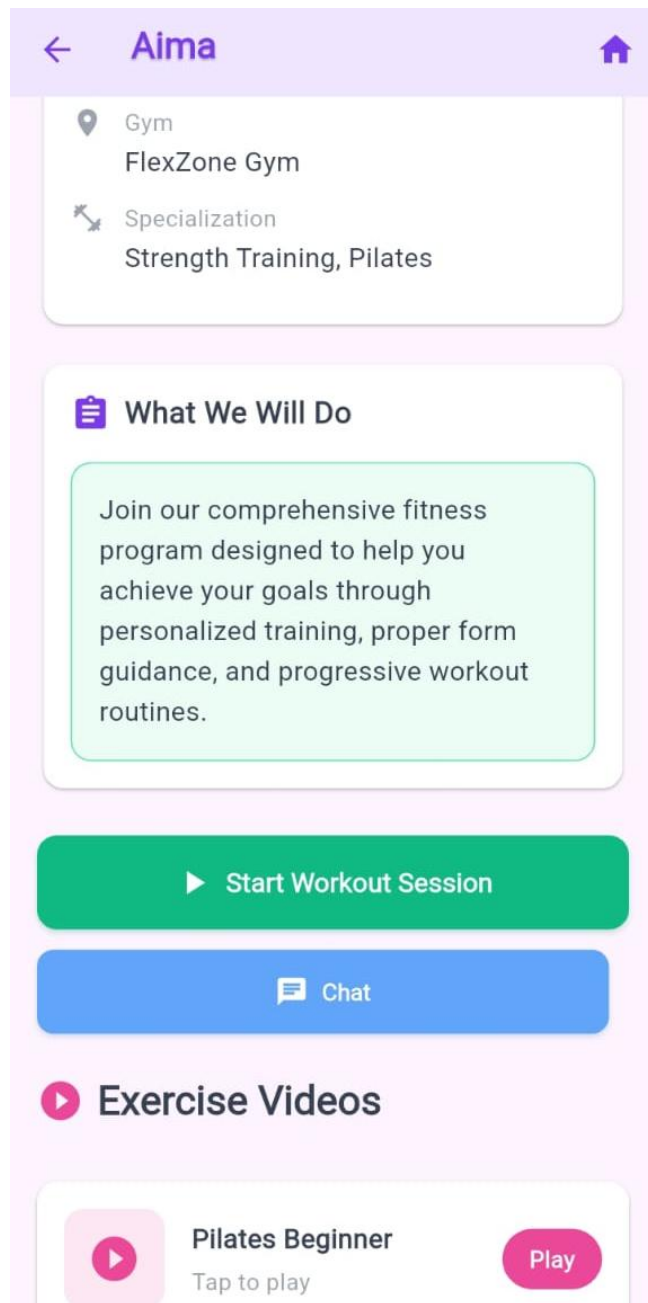 Aima
Gym
FlexZone Gym
Specialization
Strength Training, Pilates
What We Will Do
Join our comprehensive fitness
program designed to help you
achieve your goals through
personalized training, proper form
guidance, and progressive workout
routines.
Start Workout Session
Chat
Exercise Videos
Pilates Beginner
Tap to play
Play